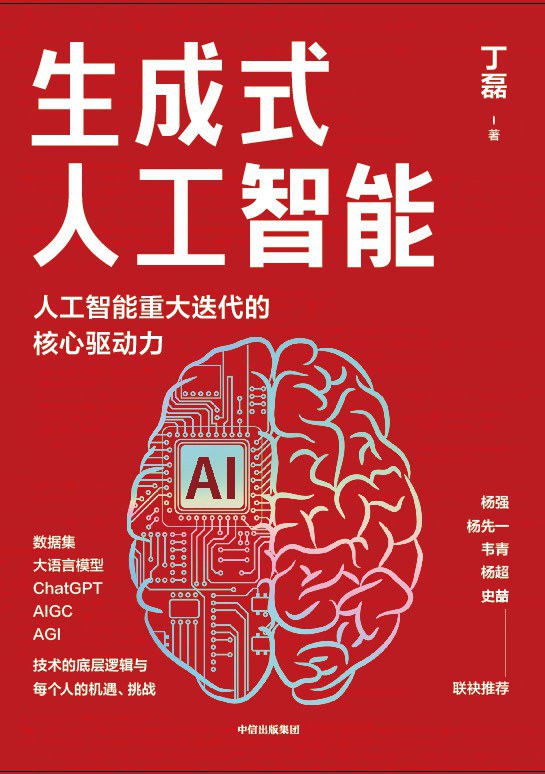 生成式
人工智能
丁磊
著
人工智能重大迭代的
核心驱动力
AI
数据集
大语言模型
ChatGPT
AIGC
AGI
技术的底层逻辑与
每个人的机遇、挑战
杨强
杨先一
韦青
杨超
史喆
联袂推荐
中信出版集团